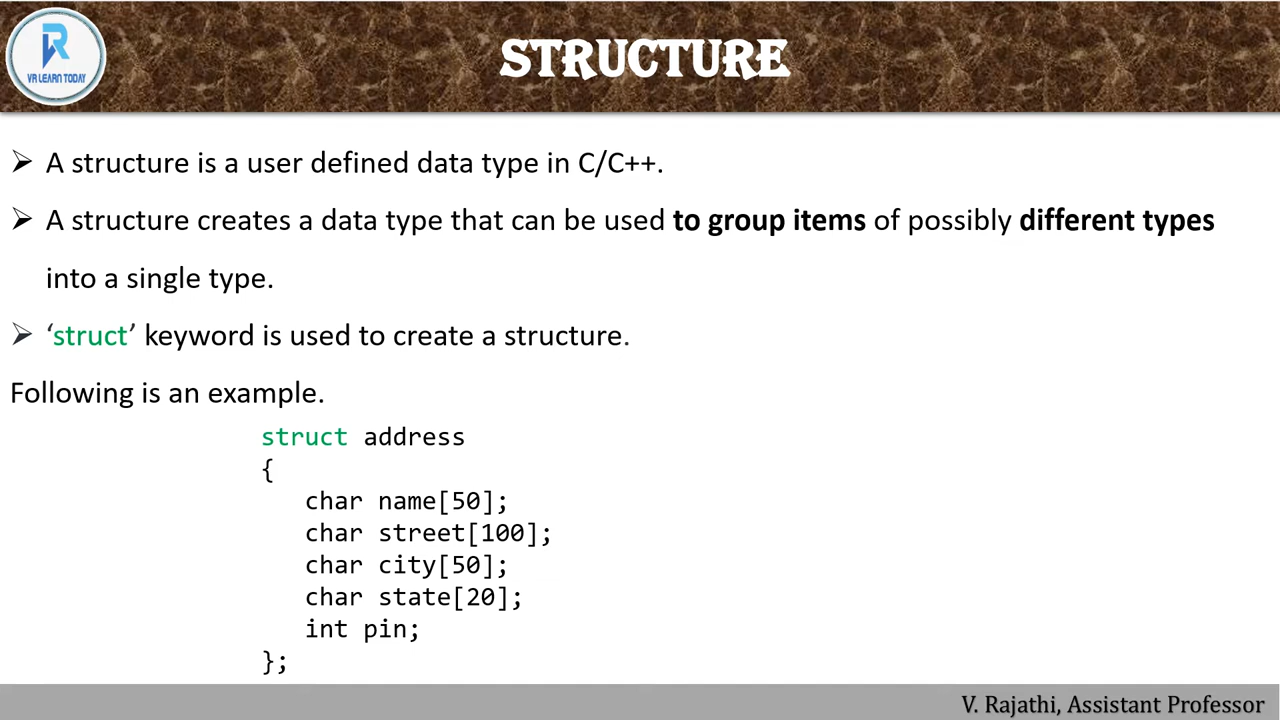 VR LEARN TODAY
STRUCTURE
➢ A structure is a user defined data type in C/C++.
➢ A structure creates a data type that can be used to group items of possibly different types
into a single type.
➢ ‘struct’ keyword is used to create a structure.
Following is an example.
struct address
{
char name[50];
char street[100];
char city[50];
char state[20];
int pin;
};
V. Rajathi, Assistant Professor